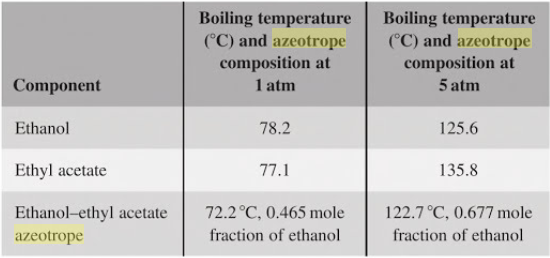 Component
Boiling temperature
(°C) and azeotrope
composition at
1 atm
Boiling temperature
(°C) and azeotrope
composition at
5 atm
Ethanol
78.2
125.6
Ethyl acetate
77.1
135.8
Ethanol–ethyl acetate
azeotrope
72.2 °C, 0.465 mole
fraction of ethanol
122.7 °C, 0.677 mole
fraction of ethanol